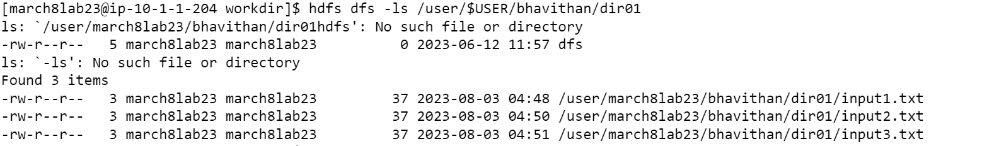 [march8lab23@ip-10-1-1-204 workdir]$ hdfs dfs -ls /user/$USER/bhavithan/dir01
ls: `/user/march8lab23/bhavithan/dir01hdfs': No such file or directory
-rw-r--r--   5 march8lab23 march8lab23          0 2023-06-12 11:57 dfs
ls: `-ls': No such file or directory
Found 3 items
-rw-r--r--   3 march8lab23 march8lab23         37 2023-08-03 04:48 /user/march8lab23/bhavithan/dir01/input1.txt
-rw-r--r--   3 march8lab23 march8lab23         37 2023-08-03 04:50 /user/march8lab23/bhavithan/dir01/input2.txt
-rw-r--r--   3 march8lab23 march8lab23         37 2023-08-03 04:51 /user/march8lab23/bhavithan/dir01/input3.txt